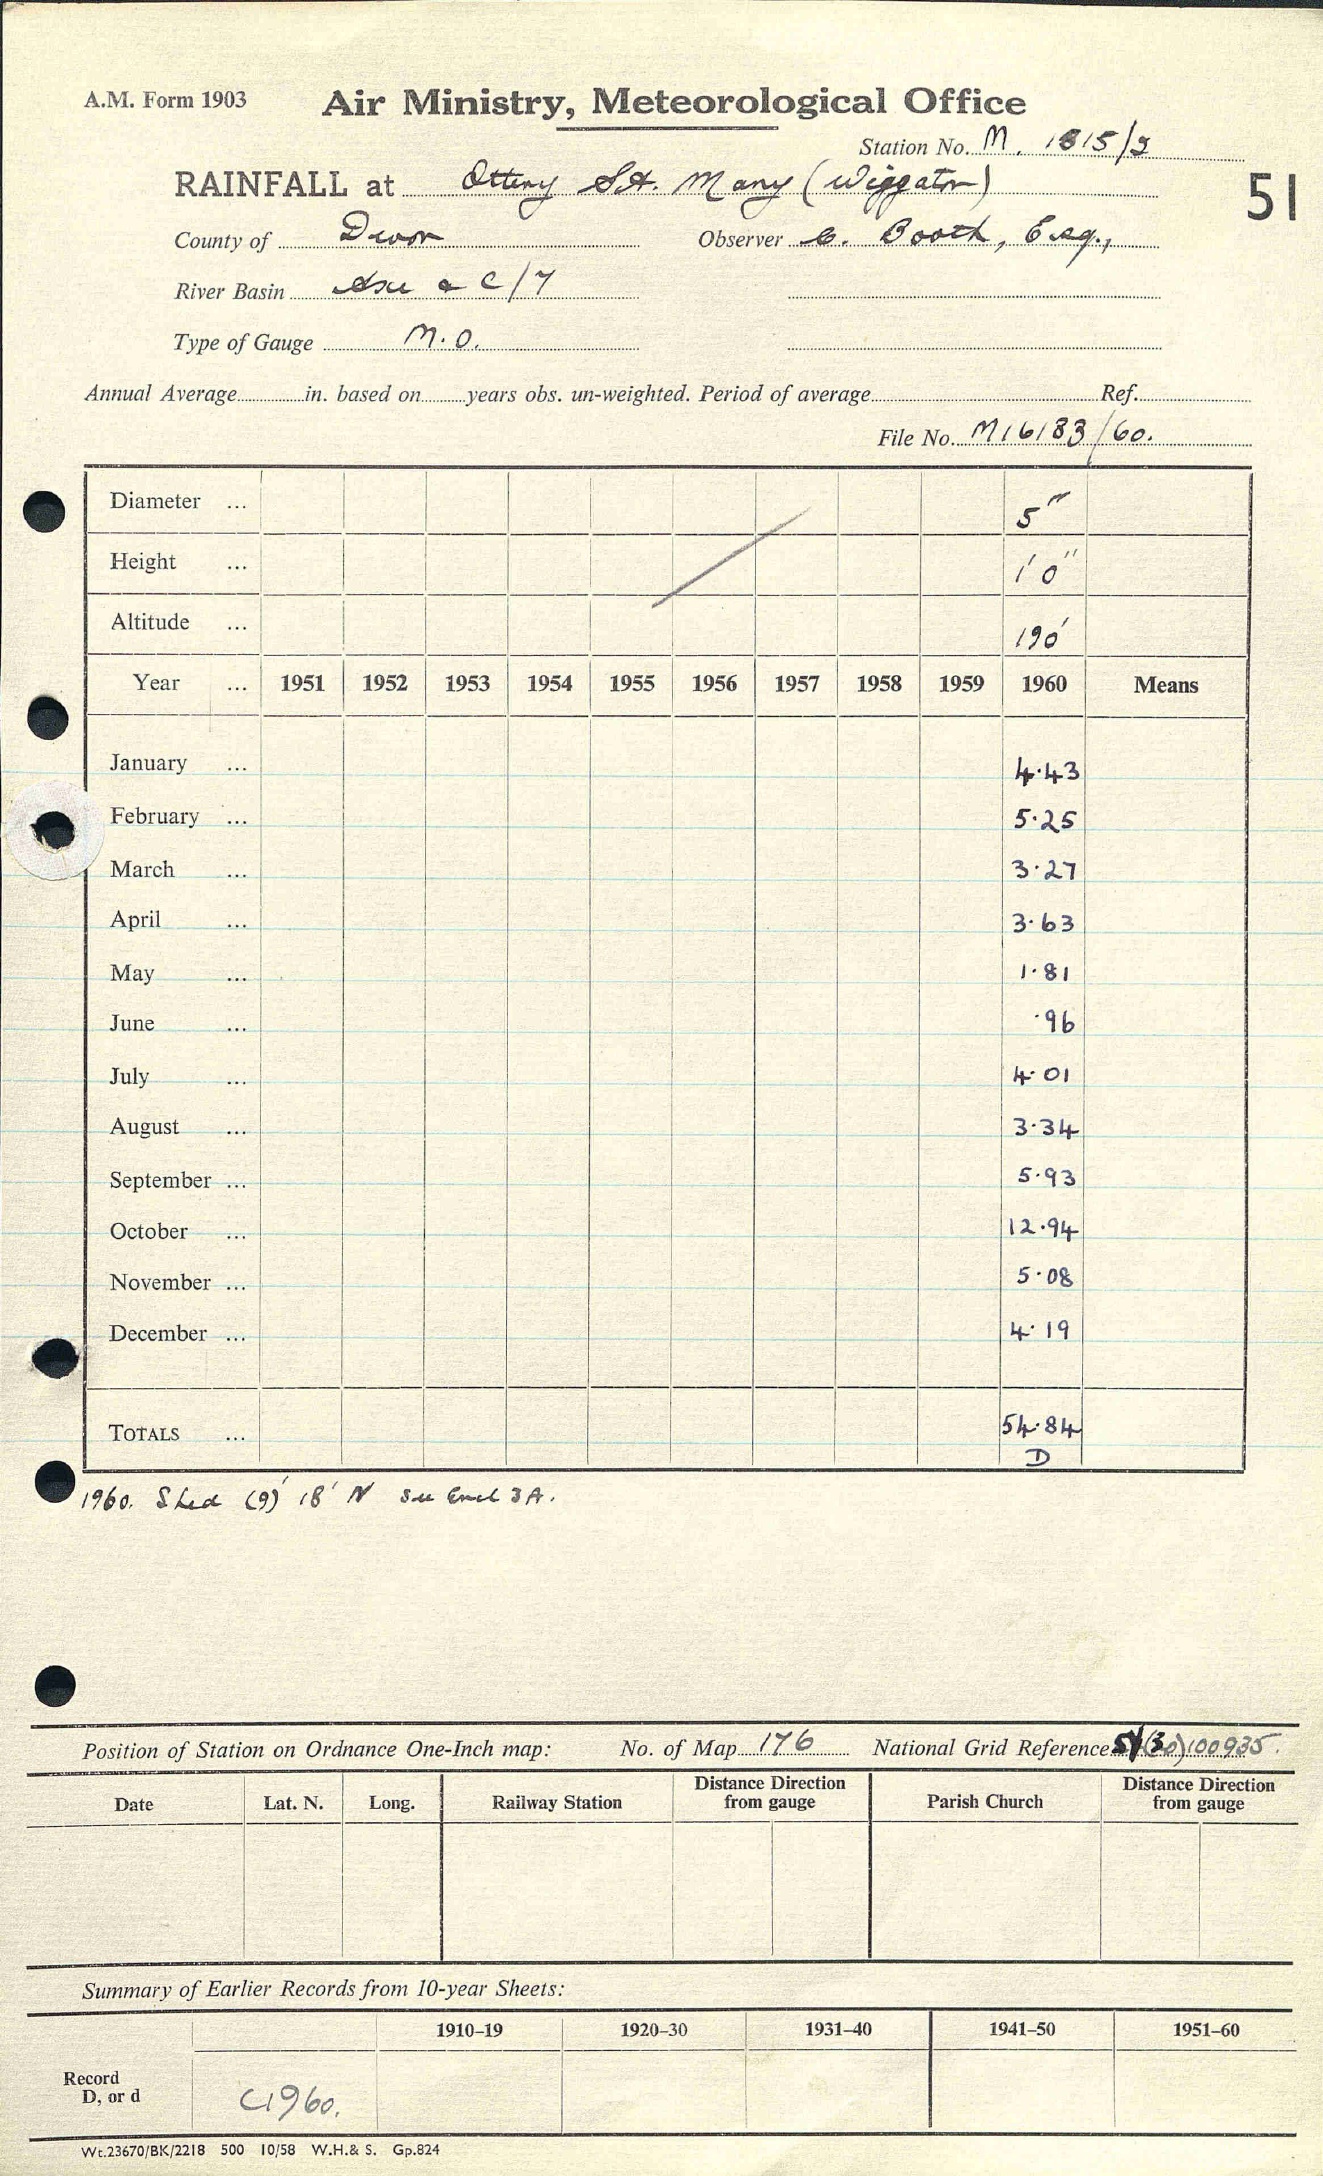 A.M. Form 1903
Air Ministry, Meteorological Office
Station No. M. 1815/2
RAINFALL at Ottery St. Mary (Wiggaton)
51
County of Devon Observer C. Booth, Esq.,
River Basin Axe & C/7
Type of Gauge M.O.
Annual Average in. based on years obs. un-weighted. Period of average Ref.
File No. M16183/60.
Diameter ... 5"
Height ... 1'0"
Altitude ... 190'
Year ... 1951 1952 1953 1954 1955 1956 1957 1958 1959 1960 Means
January ... 4.43
February ... 5.25
March ... 3.27
April ... 3.63
May ... 1.81
June ... .96
July ... 4.01
August ... 3.34
September ... 5.93
October ... 12.94
November ... 5.08
December ... 4.19
TOTALS ... 54.84
D
1960. Shed (9)' 18' N see Encl 3A.
Position of Station on Ordnance One-Inch map: No. of Map 176 National Grid Reference 100935.
Date Lat. N. Long. Railway Station Distance Direction from gauge Parish Church Distance Direction from gauge
Summary of Earlier Records from 10-year Sheets:
1910–19 1920–30 1931–40 1941–50 1951–60
Record
D, or d
C1960.
Wt.23670/BK/2218 500 10/58 W.H.& S. Gp.824